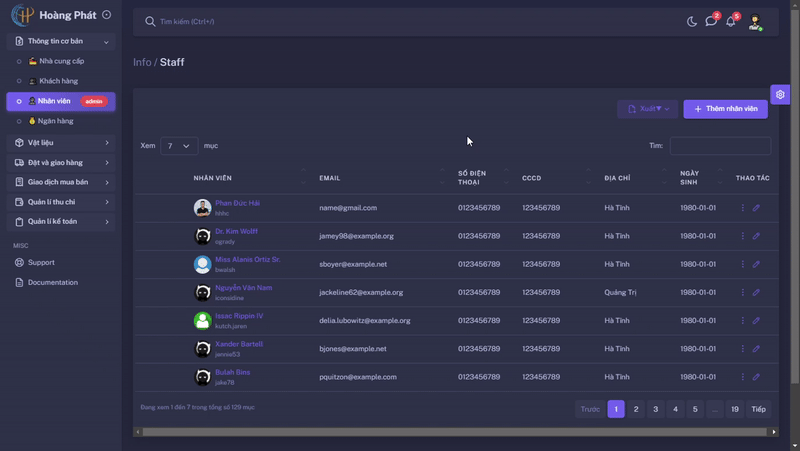 Hoàng Phát
Tìm kiếm (Ctrl+/)
2
5
Thông tin cơ bản
Nhà cung cấp
Khách hàng
Nhân viên admin
Ngân hàng
Vật liệu
Đặt và giao hàng
Giao dịch mua bán
Quản lí thu chi
Quản lí kế toán
MISC
Support
Documentation
Info / Staff
Xuất▼
+ Thêm nhân viên
Xem 7 mục
Tìm:
NHÂN VIÊN EMAIL SỐ ĐIỆN THOẠI CCCD ĐỊA CHỈ NGÀY SINH THAO TÁC
Phan Đức Hải name@gmail.com 0123456789 123456789 Hà Tĩnh 1980-01-01
hhhc
Dr. Kim Wolff jamey98@example.org 0123456789 123456789 Hà Tĩnh 1980-01-01
ogrady
Miss Alanis Ortiz Sr. sboyer@example.net 0123456789 123456789 Hà Tĩnh 1980-01-01
bwalsh
Nguyễn Văn Nam jackeline62@example.org 0123456789 123456789 Quảng Trị 1980-01-01
iconsidine
Issac Rippin IV delia.lubowitz@example.org 0123456789 123456789 Hà Tĩnh 1980-01-01
kutch.jaren
Xander Bartell bjones@example.net 0123456789 123456789 Hà Tĩnh 1980-01-01
jannie53
Bulah Bins pquitzon@example.com 0123456789 123456789 Hà Tĩnh 1980-01-01
jake78
Đang xem 1 đến 7 trong tổng số 129 mục
Trước 1 2 3 4 5 ... 19 Tiếp